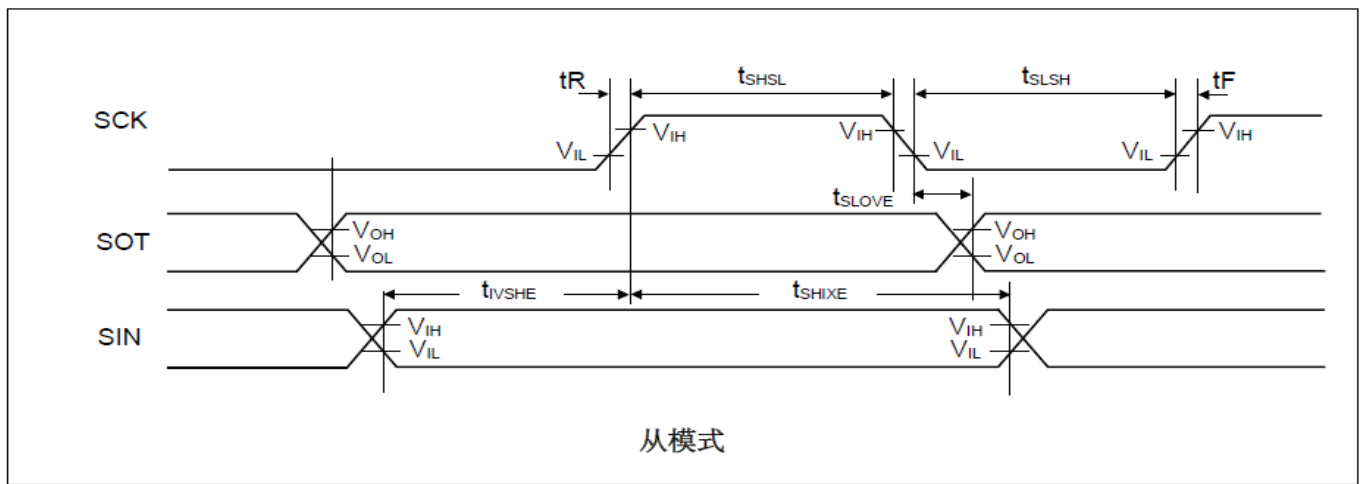 tR tSHSL tSLSH tF
SCK VIH VIH VIH
VIL VIL VIL
tSLOVE
SOT VOH VOH
VOL VOL
tIVSHE tSHIXE
SIN VIH VIH
VIL VIL
从模式